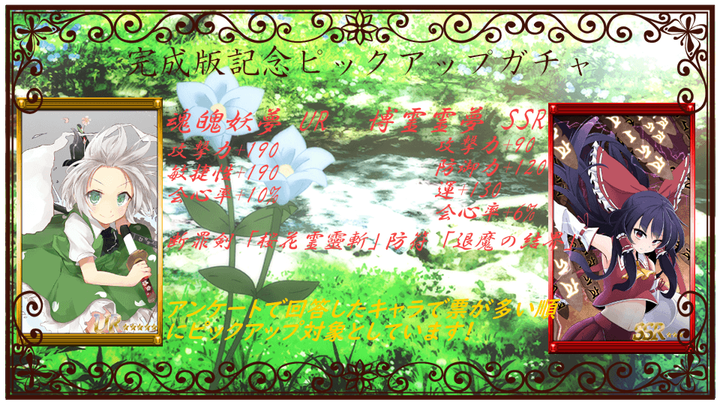 完成版記念ピックアップガチャ
魂魄妖夢 UR
攻撃力+190
敏捷性+190
会心率+10%
博霊霊夢 SSR
攻撃力+90
防御力+120
運+150
会心率+6%
断罪剣「桜花霊靈斬」防符「退魔の結界」
アンケートで回答したキャラで票が多い順
にピックアップ対象としています!
UR
SSR